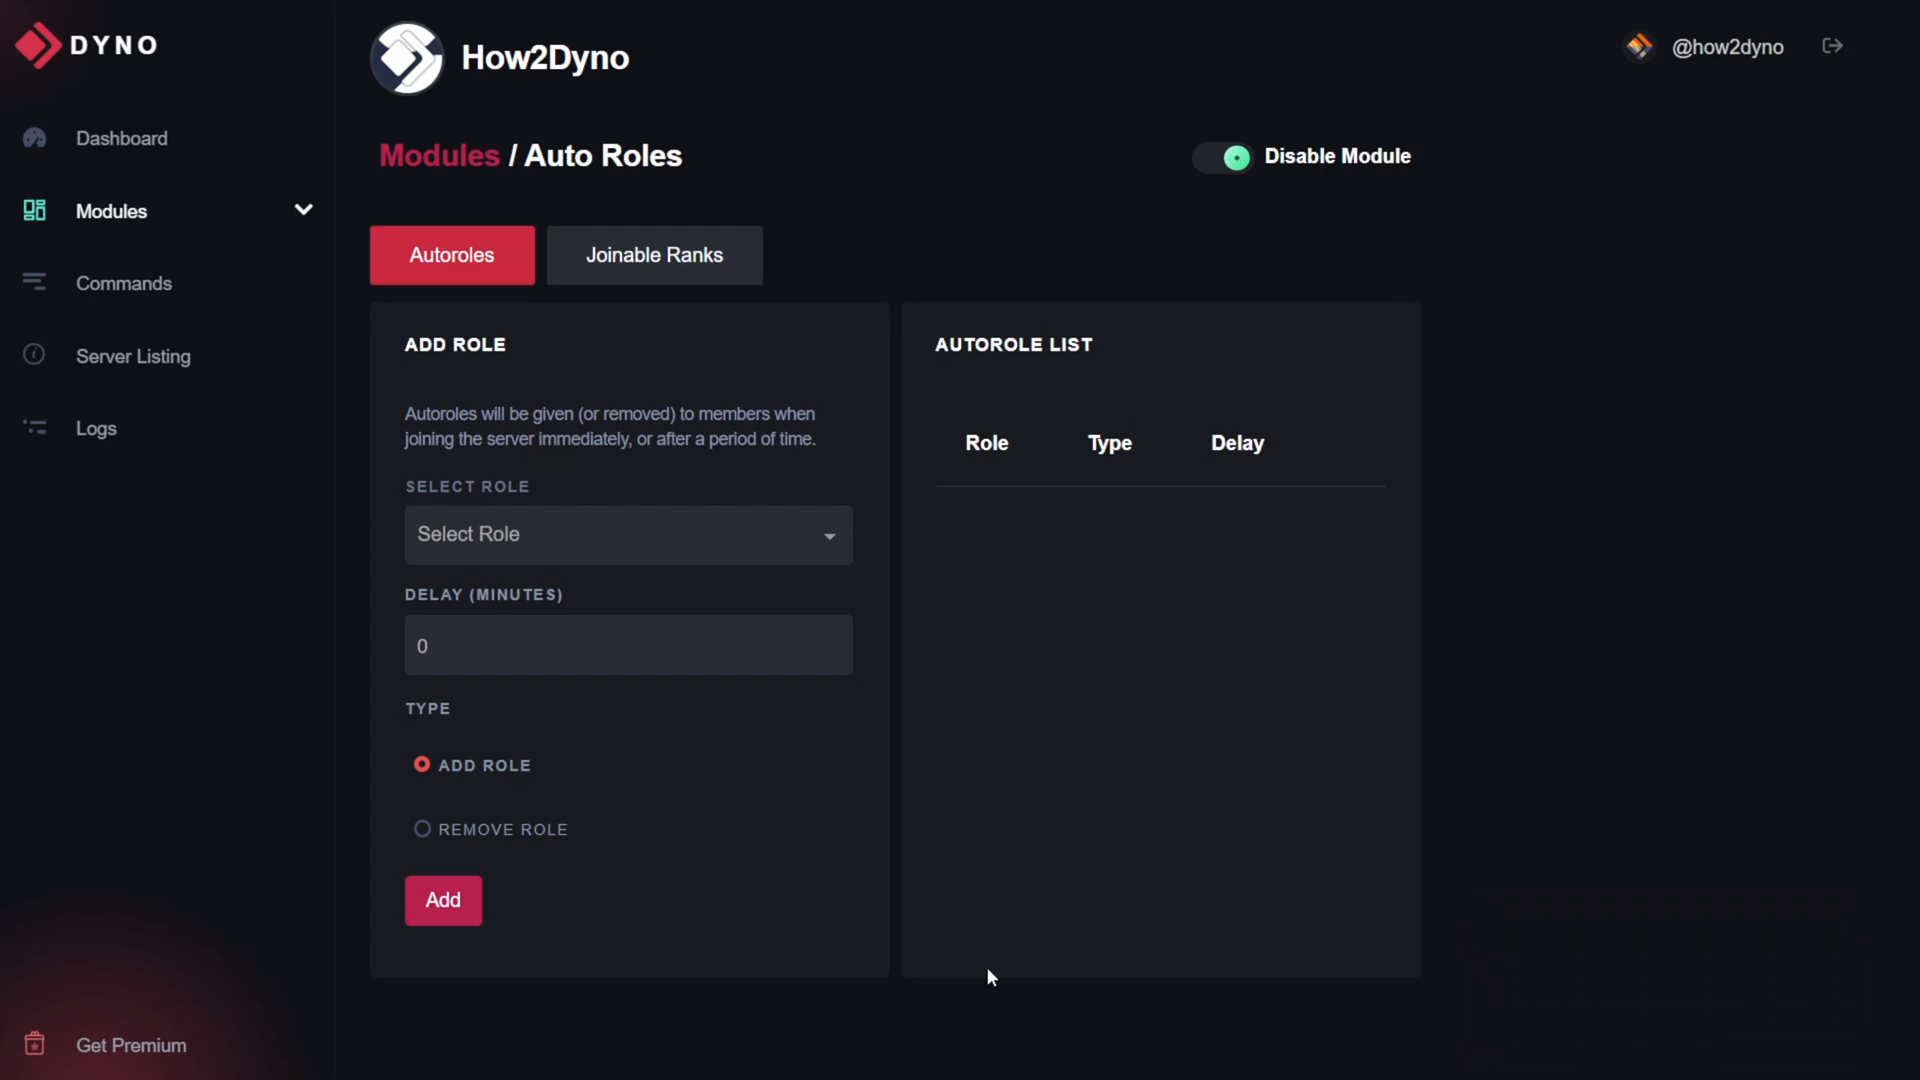 DYNO
How2Dyno
@how2dyno
Dashboard
Modules
Commands
Server Listing
Logs
Get Premium
Modules / Auto Roles
Disable Module
Autoroles
Joinable Ranks
ADD ROLE
Autoroles will be given (or removed) to members when
joining the server immediately, or after a period of time.
SELECT ROLE
Select Role
DELAY (MINUTES)
0
TYPE
ADD ROLE
REMOVE ROLE
Add
AUTOROLE LIST
Role Type Delay